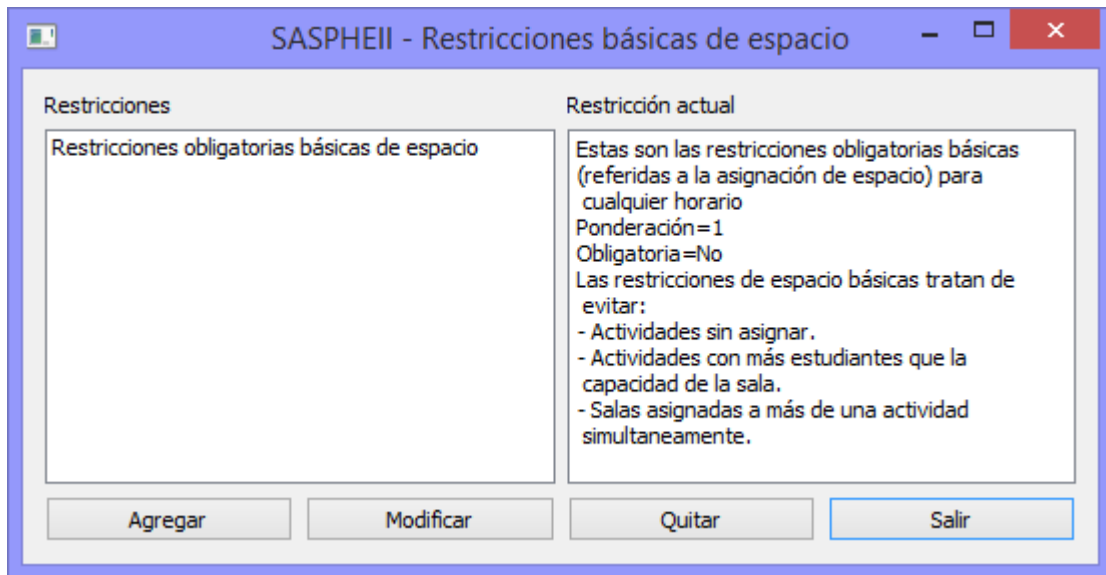 SASPHEII - Restricciones básicas de espacio
Restricciones
Restricción actual
Restricciones obligatorias básicas de espacio
Estas son las restricciones obligatorias básicas
(referidas a la asignación de espacio) para
cualquier horario
Ponderación=1
Obligatoria=No
Las restricciones de espacio básicas tratan de
evitar:
- Actividades sin asignar.
- Actividades con más estudiantes que la
capacidad de la sala.
- Salas asignadas a más de una actividad
simultaneamente.
Agregar
Modificar
Quitar
Salir